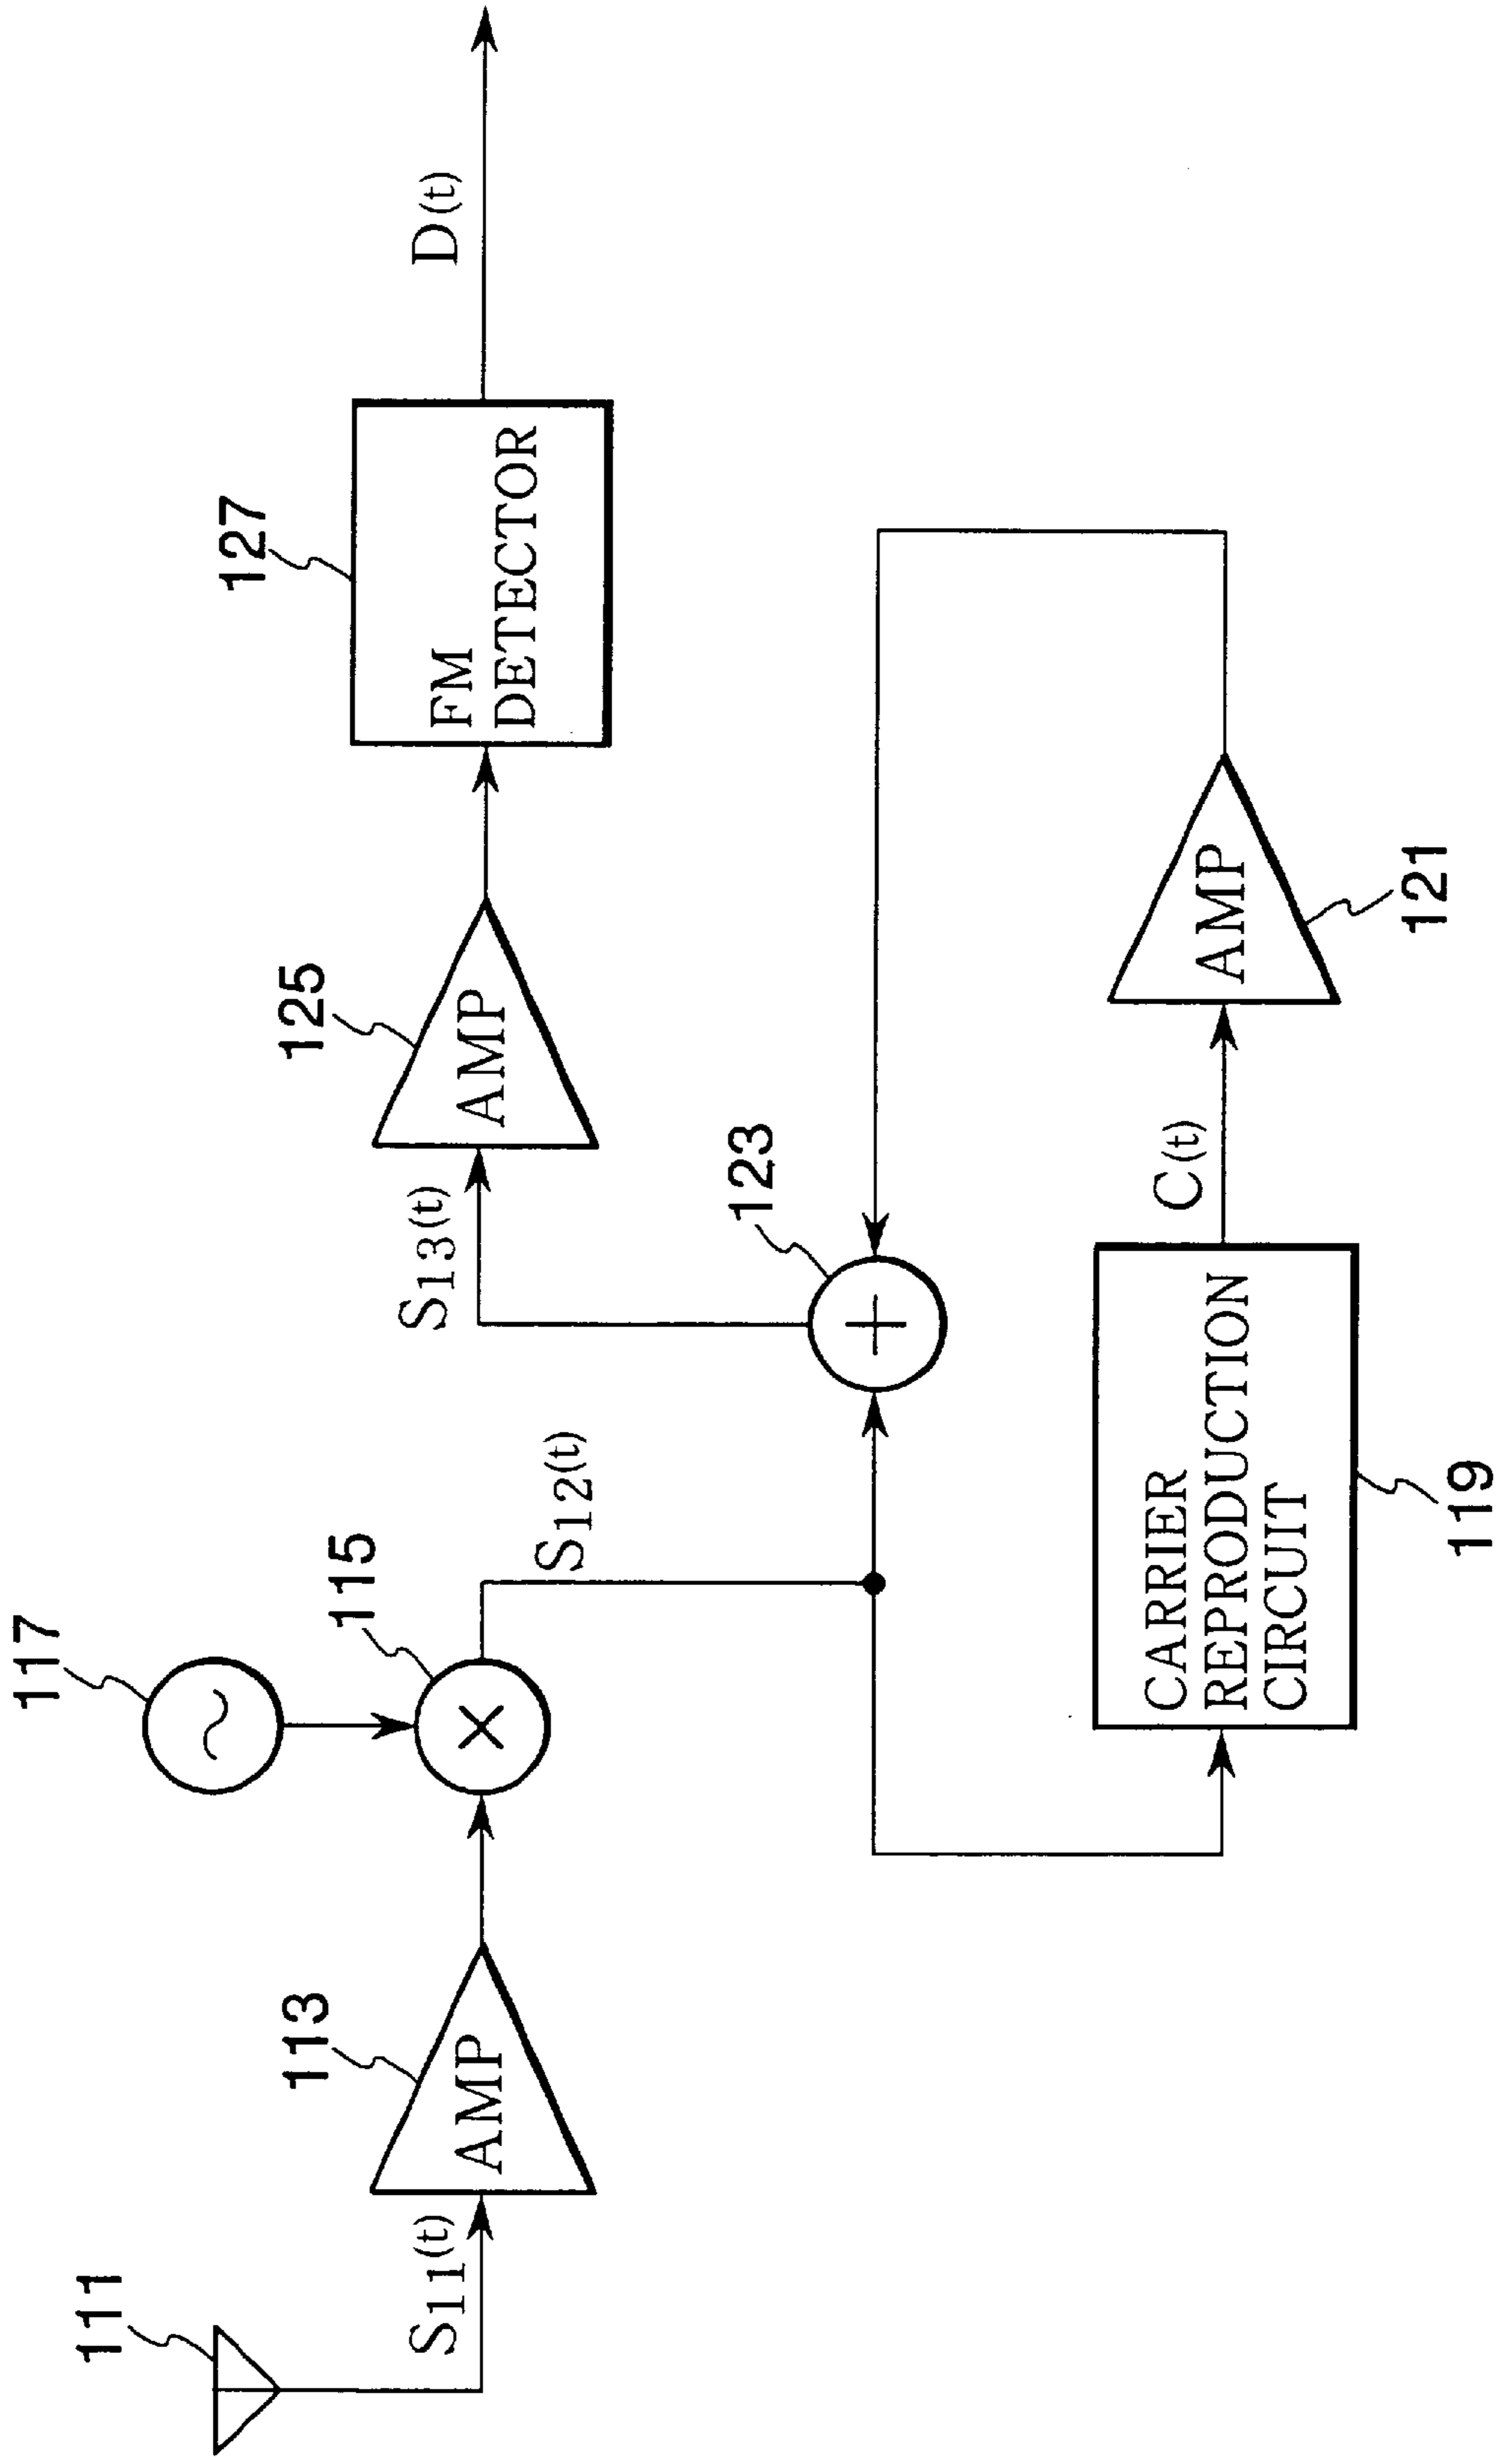 111
S11(t)
113
AMP
117
115
S12(t)
CARRIER
REPRODUCTION
CIRCUIT
119
C(t)
AMP
121
123
S13(t)
125
AMP
127
FM
DETECTOR
D(t)